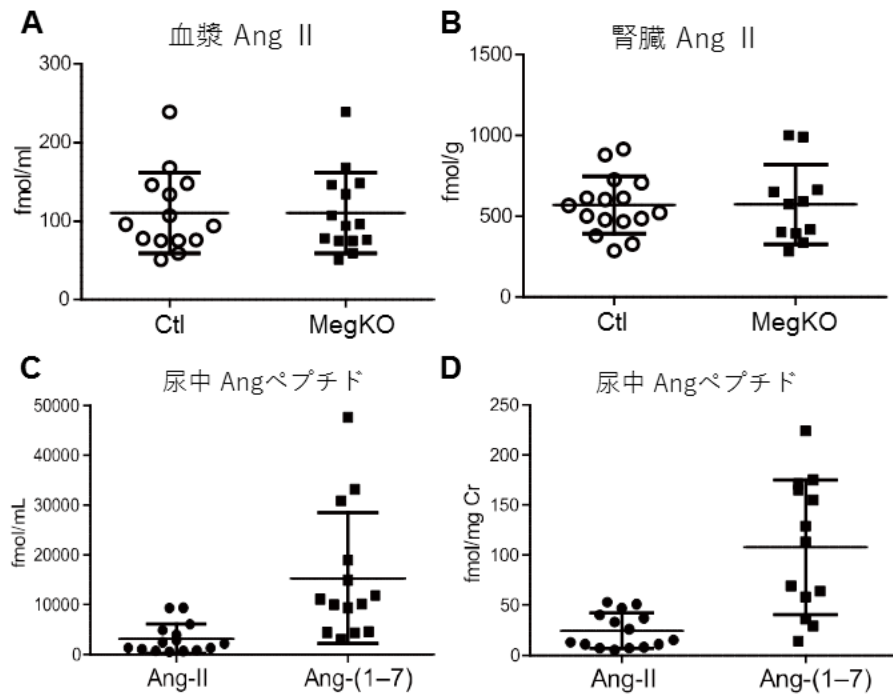 A
血漿 Ang Ⅱ
300
200
100
0
fmol/ml
Ctl
MegKO
B
腎臓 Ang Ⅱ
1500
1000
500
0
fmol/g
Ctl
MegKO
C
尿中 Angペプチド
50000
40000
30000
20000
10000
0
fmol/mL
Ang-II
Ang-(1–7)
D
尿中 Angペプチド
250
200
150
100
50
0
fmol/mg Cr
Ang-II
Ang-(1–7)